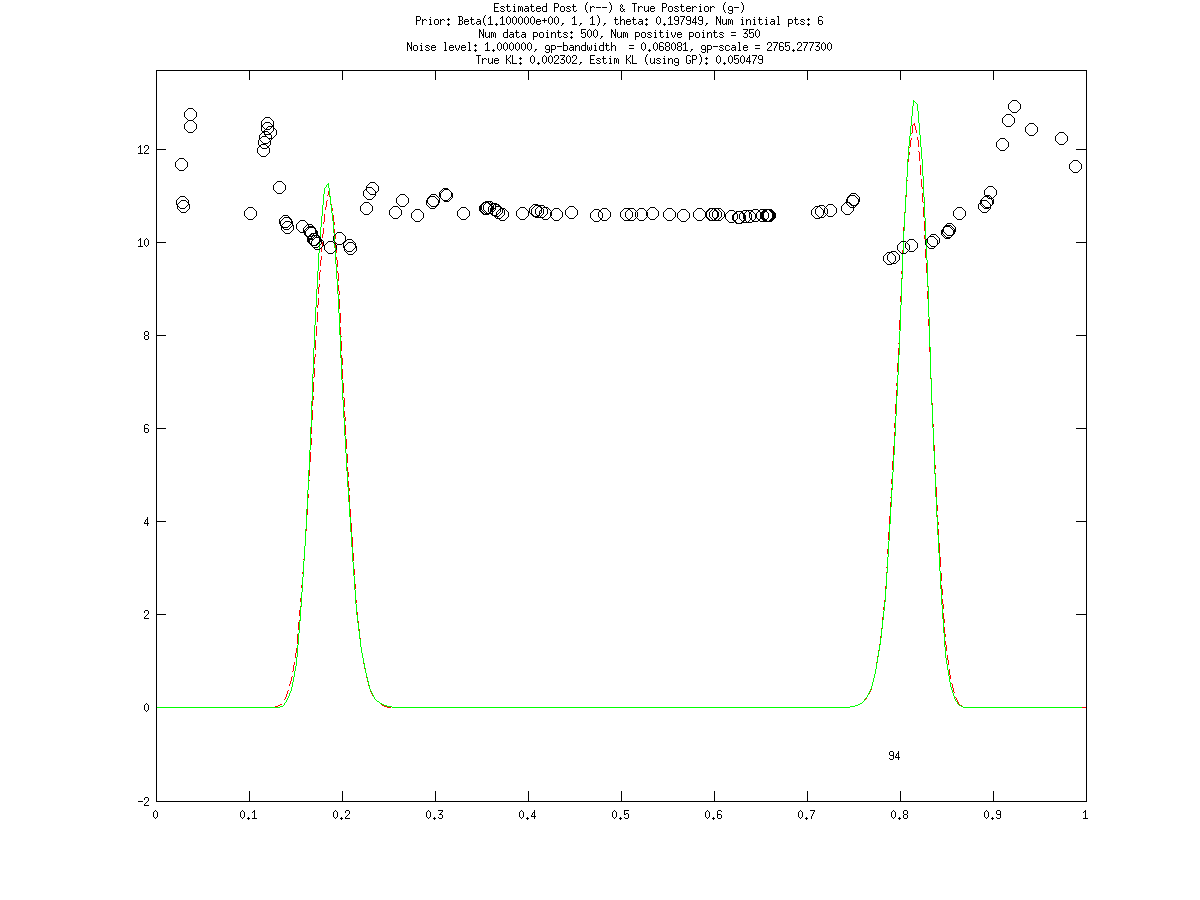 Estimated Post (r--) & True Posterior (g-)
Prior: Beta(1.100000e+00, 1, 1), theta: 0.197949, Num initial pts: 6
Num data points: 500, Num positive points = 350
Noise level: 1.000000, gp-bandwidth  = 0.068081, gp-scale = 2765.277300
True KL: 0.002302, Estim KL (using GP): 0.050479
12
10
8
6
4
2
0
94
-2
0 0.1 0.2 0.3 0.4 0.5 0.6 0.7 0.8 0.9 1